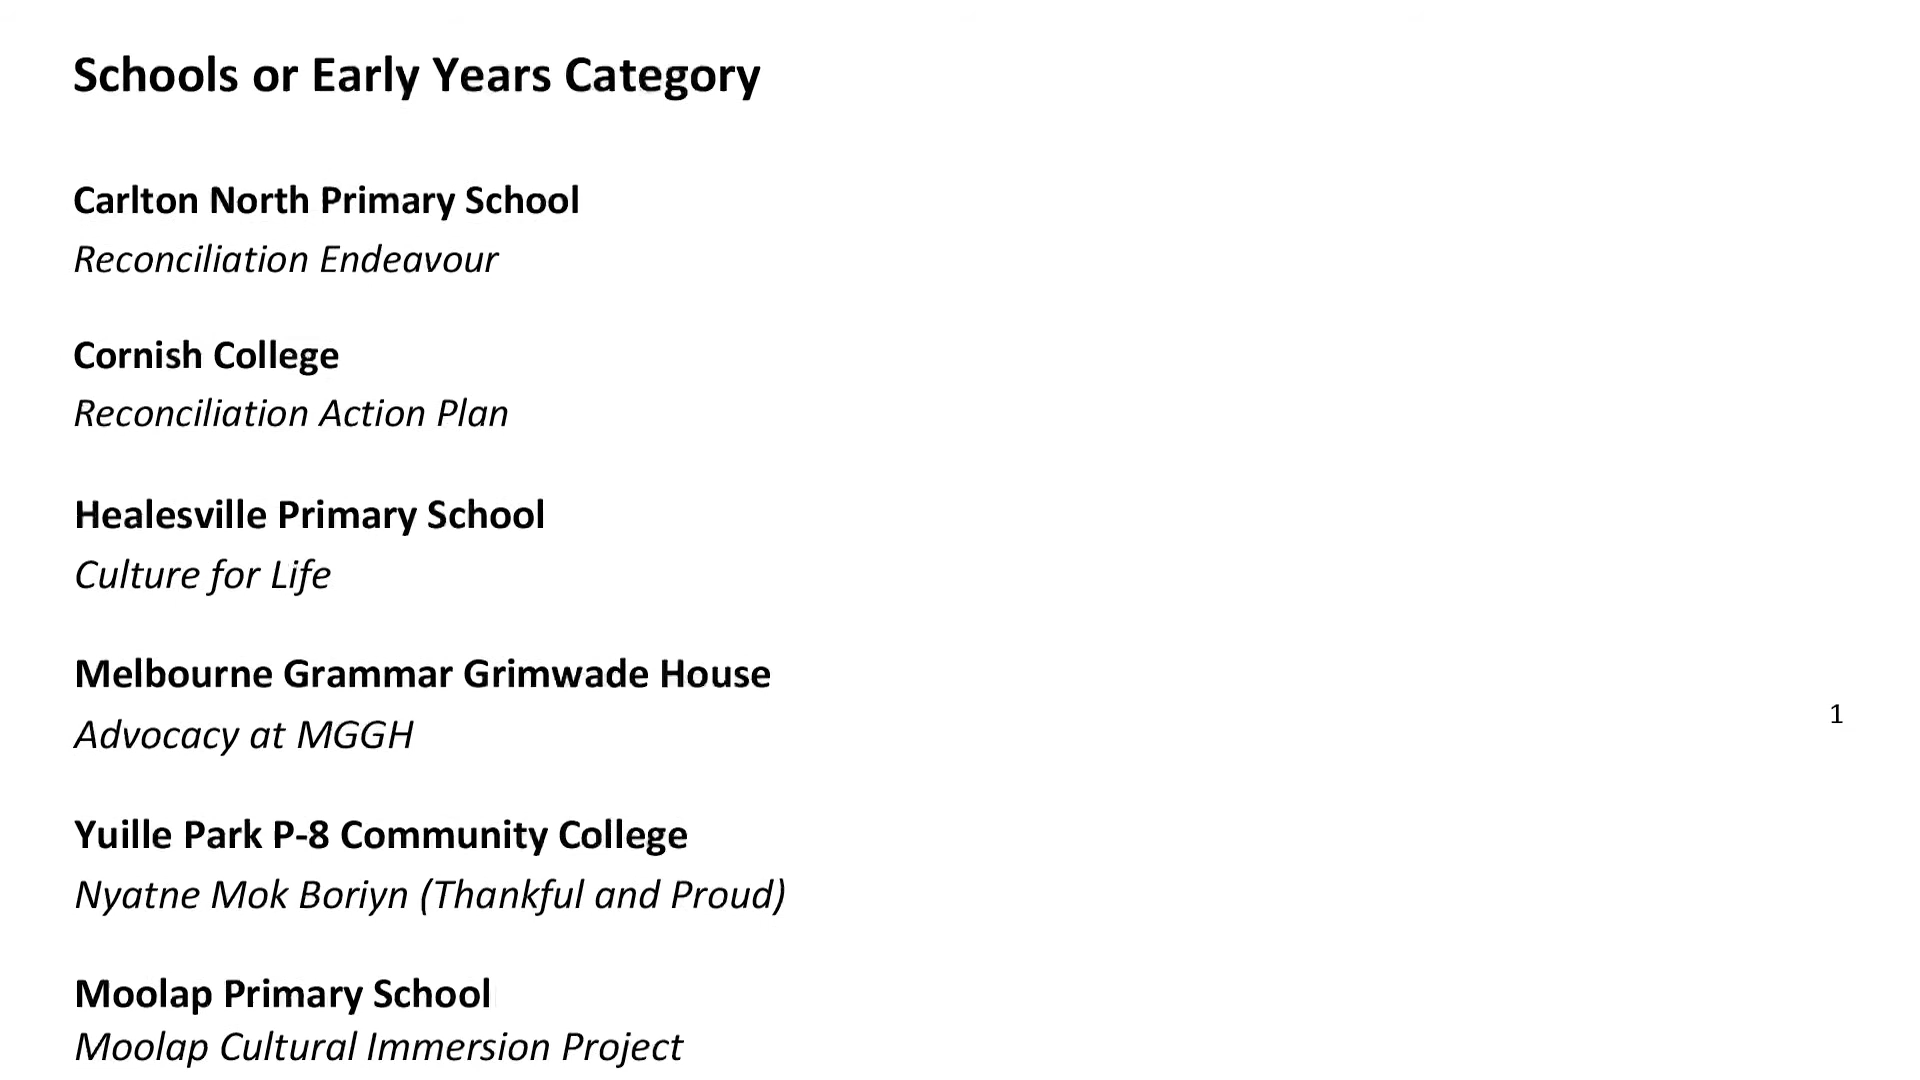 Schools or Early Years Category
Carlton North Primary School
Reconciliation Endeavour
Cornish College
Reconciliation Action Plan
Healesville Primary School
Culture for Life
Melbourne Grammar Grimwade House
Advocacy at MGGH
1
Yuille Park P-8 Community College
Nyatne Mok Boriyn (Thankful and Proud)
Moolap Primary School
Moolap Cultural Immersion Project